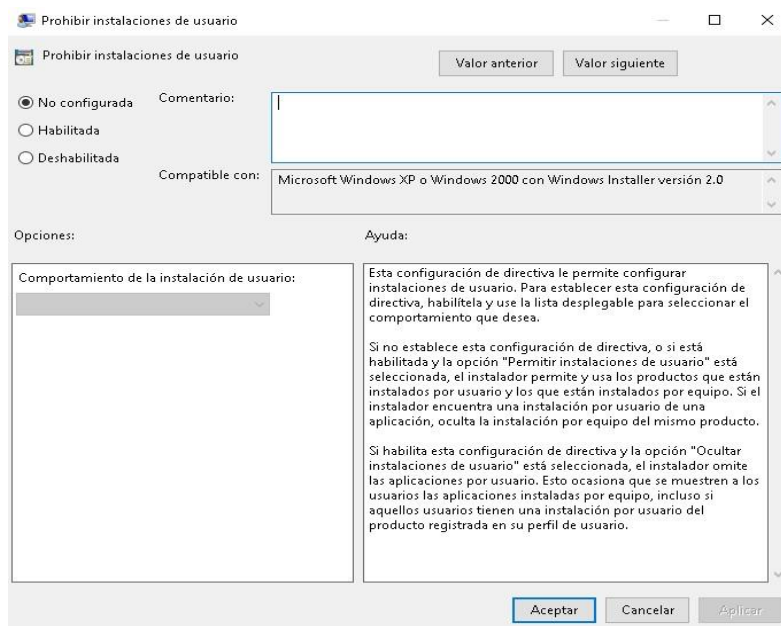 Prohibir instalaciones de usuario
Prohibir instalaciones de usuario
Valor anterior
Valor siguiente
No configurada
Habilitada
Deshabilitada
Comentario:
Compatible con:
Microsoft Windows XP o Windows 2000 con Windows Installer versión 2.0
Opciones:
Ayuda:
Comportamiento de la instalación de usuario:
Esta configuración de directiva le permite configurar
instalaciones de usuario. Para establecer esta configuración de
directiva, habilítela y use la lista desplegable para seleccionar el
comportamiento que desea.
Si no establece esta configuración de directiva, o si está
habilitada y la opción "Permitir instalaciones de usuario" está
seleccionada, el instalador permite y usa los productos que están
instalados por usuario y los que están instalados por equipo. Si el
instalador encuentra una instalación por usuario de una
aplicación, oculta la instalación por equipo del mismo producto.
Si habilita esta configuración de directiva y la opción "Ocultar
instalaciones de usuario" está seleccionada, el instalador omite
las aplicaciones por usuario. Esto ocasiona que se muestren a los
usuarios las aplicaciones instaladas por equipo, incluso si
aquellos usuarios tienen una instalación por usuario del
producto registrada en su perfil de usuario.
Aceptar
Cancelar
Aplicar